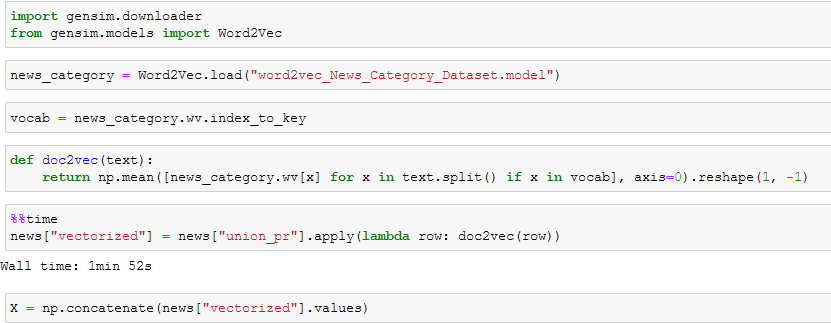 import gensim.downloader
from gensim.models import Word2Vec
news_category = Word2Vec.load("word2vec_News_Category_Dataset.model")
vocab = news_category.wv.index_to_key
def doc2vec(text):
    return np.mean([news_category.wv[x] for x in text.split() if x in vocab], axis=0).reshape(1, -1)
%%time
news["vectorized"] = news["union_pr"].apply(lambda row: doc2vec(row))
Wall time: 1min 52s
X = np.concatenate(news["vectorized"].values)